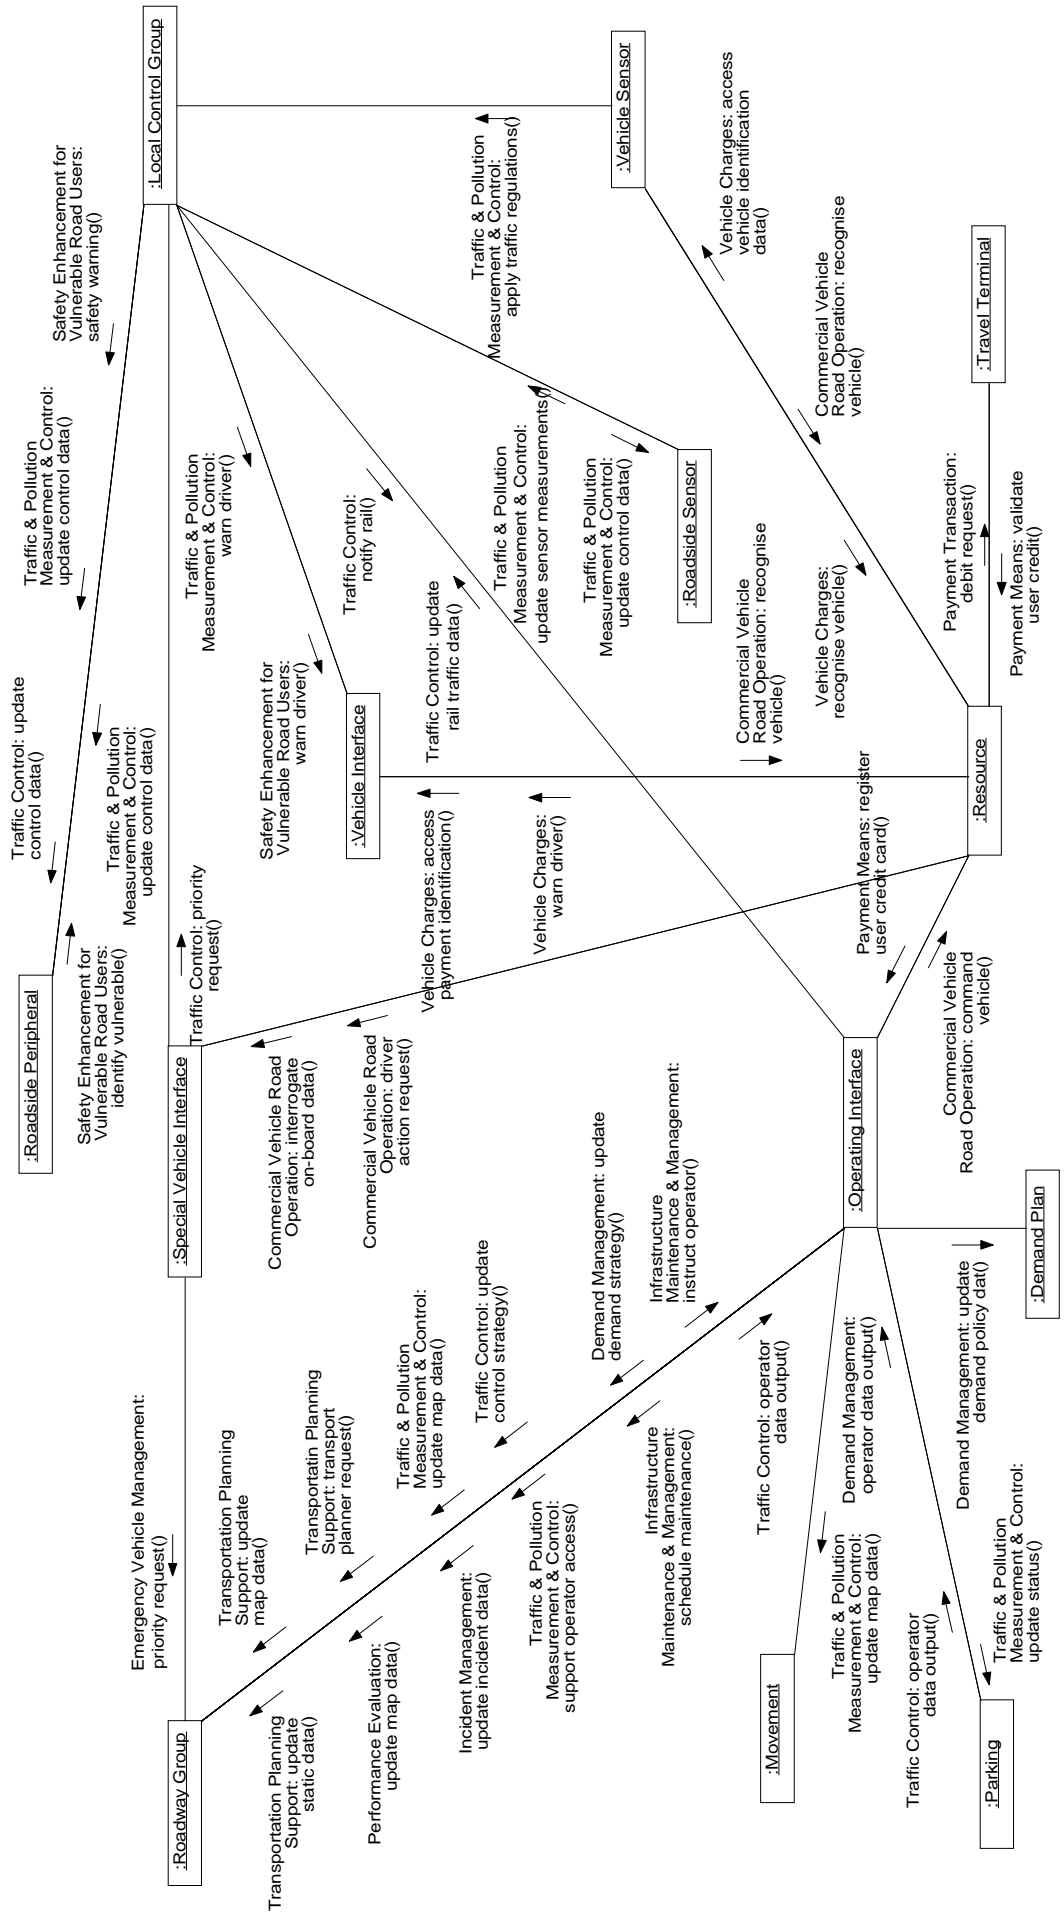 :Local Control Group
Safety Enhancement for
Vulnerable Road Users:
safety warning()
Traffic & Pollution
Measurement & Control:
update control data()
Traffic Control: update
control data()
Traffic & Pollution
Measurement & Control:
update control data()
Safety Enhancement for
Vulnerable Road Users:
identify vulnerable()
:Roadside Peripheral
:Vehicle Sensor
Traffic & Pollution
Measurement & Control:
apply traffic regulations()
Vehicle Charges: access
vehicle identification
data()
Commercial Vehicle
Road Operation: recognise
vehicle()
Vehicle Charges:
recognise vehicle()
:Travel Terminal
Payment Transaction:
debit request()
Payment Means: validate
user credit()
Traffic & Pollution
Measurement & Control:
warn driver()
Safety Enhancement for
Vulnerable Road Users:
warn driver()
:Vehicle Interface
Traffic Control:
notify rail()
Traffic Control: update
rail traffic data()
Traffic & Pollution
Measurement & Control:
update sensor measurements()
Traffic & Pollution
Measurement & Control:
update control data()
:Roadside Sensor
Commercial Vehicle
Road Operation: recognise
vehicle()
Vehicle Charges: access
payment identification()
Vehicle Charges:
warn driver()
:Resource
Payment Means: register
user credit card()
Commercial Vehicle
Road Operation: command
vehicle()
Traffic Control: priority
request()
:Special Vehicle Interface
Commercial Vehicle Road
Operation: interrogate
on-board data()
Commercial Vehicle Road
Operation: driver
action request()
:Operating Interface
:Demand Plan
Demand Management: update
demand policy dat()
Demand Management: update
demand strategy()
Infrastructure
Maintenance & Management:
instruct operator()
Traffic Control: update
control strategy()
Traffic & Pollution
Measurement & Control:
update map data()
Transportatin Planning
Support: transport
planner request()
Transportation Planning
Support: update
map data()
Emergency Vehicle Management:
priority request()
:Roadway Group
Transportation Planning
Support: update
static data()
Performance Evaluation:
update map data()
Incident Management:
update incident data()
Traffic & Pollution
Measurement & Control:
support operator access()
Infrastructure
Maintenance & Management:
schedule maintenance()
Traffic Control: operator
data output()
Demand Management:
operator data output()
Traffic & Pollution
Measurement & Control:
update map data()
:Movement
Traffic Control: operator
data output()
Traffic & Pollution
Measurement & Control:
update status()
:Parking